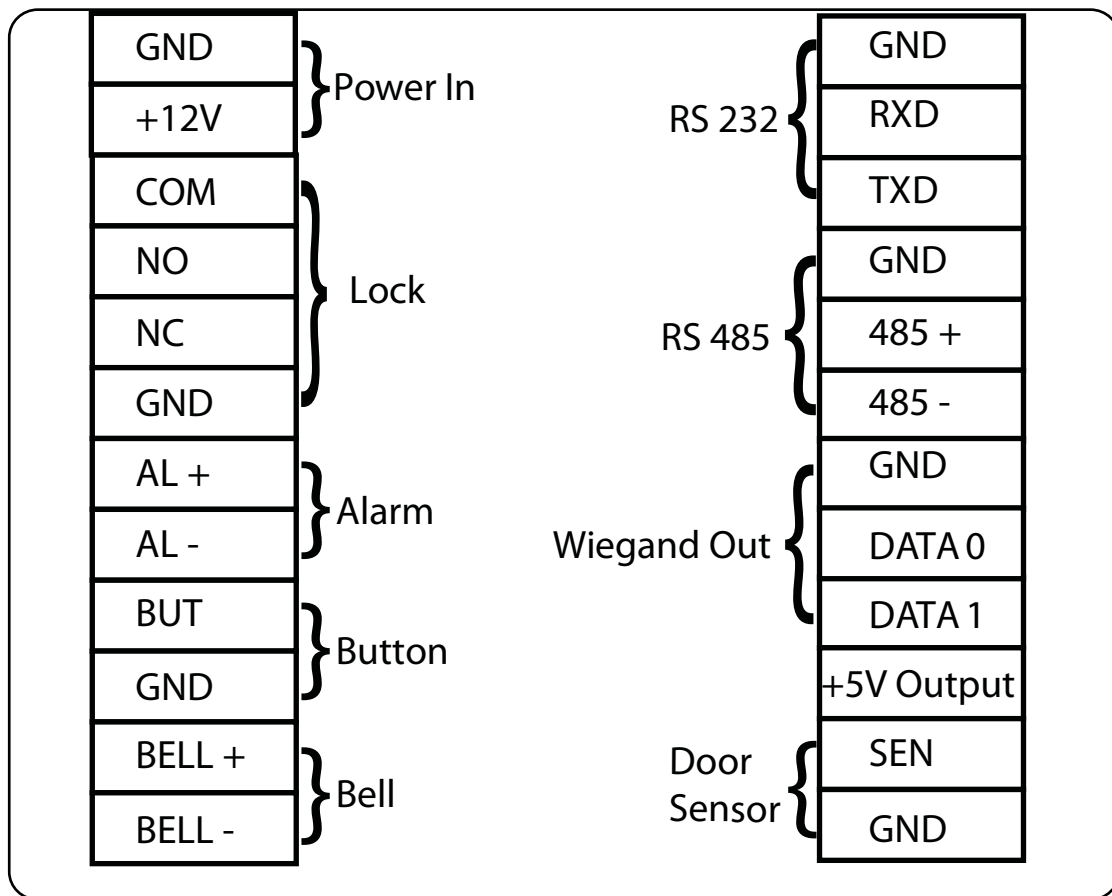 GND
+12V
Power In
COM
NO
NC
GND
Lock
AL +
AL -
Alarm
BUT
GND
Button
BELL +
BELL -
Bell
RS 232
GND
RXD
TXD
RS 485
GND
485 +
485 -
Wiegand Out
GND
DATA 0
DATA 1
+5V Output
Door
Sensor
SEN
GND